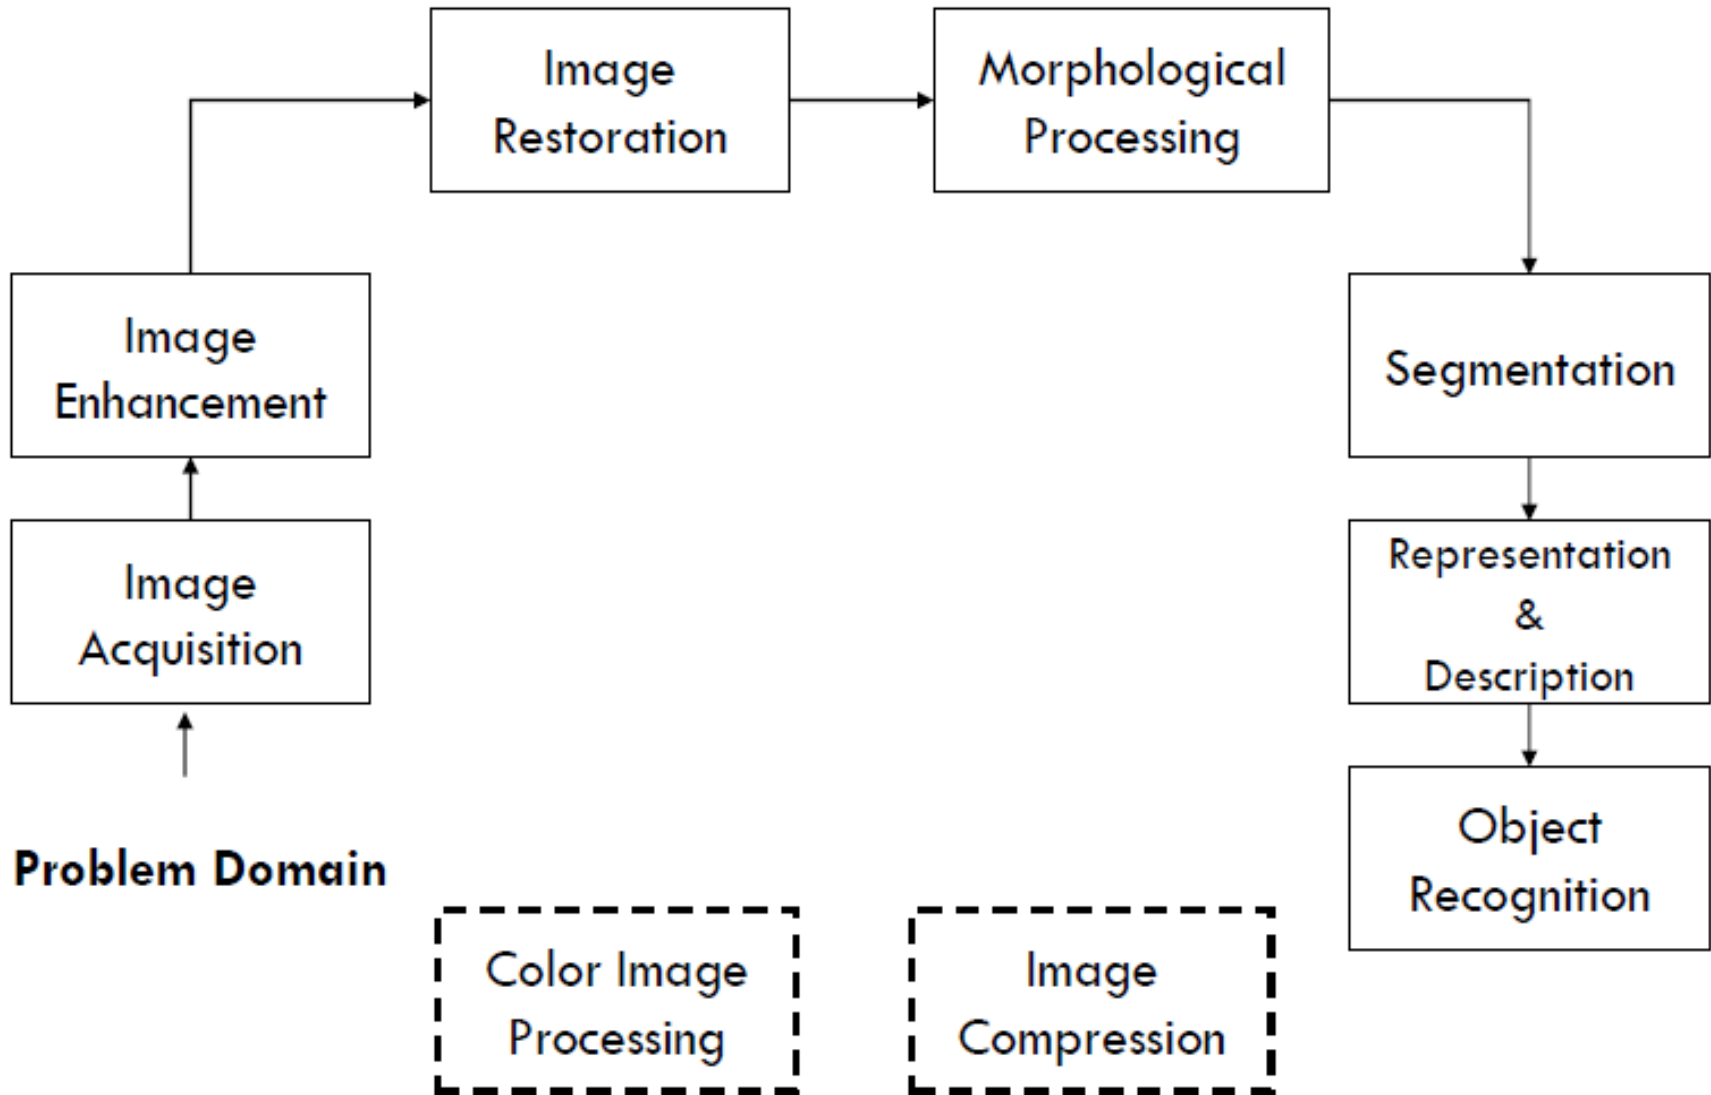 Image
Restoration
Morphological
Processing
Image
Enhancement
Segmentation
Image
Acquisition
Representation
&
Description
Problem Domain
Object
Recognition
Color Image
Processing
Image
Compression